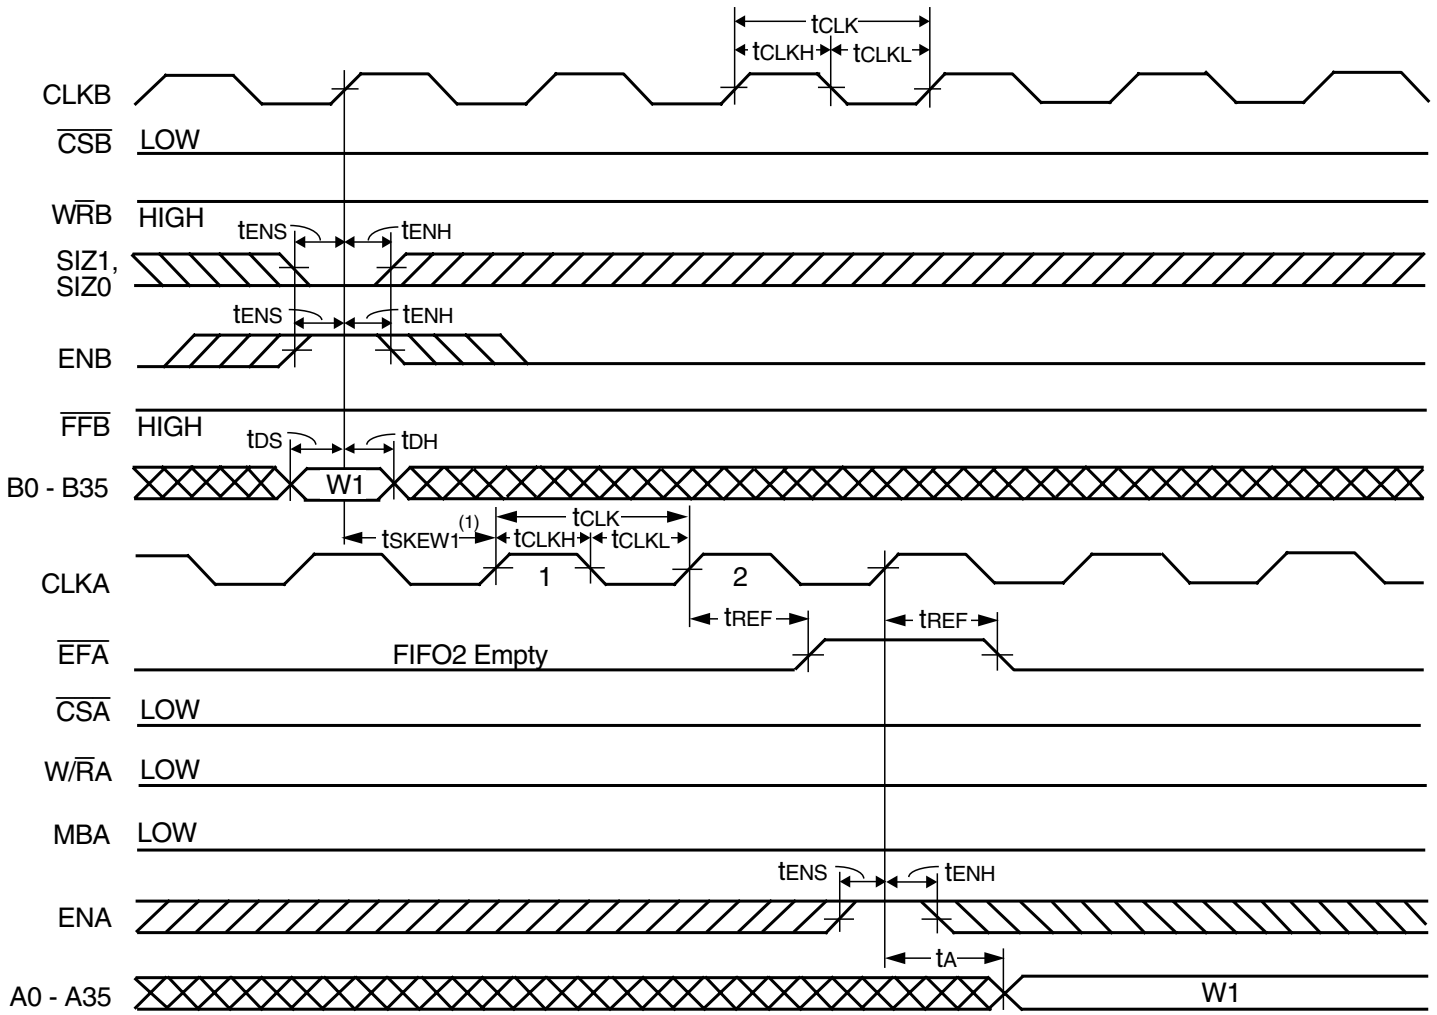 tCLK
tCLKH tCLKL
CLKB
CSB LOW
WRB HIGH
tENS tENH
SIZ1,
SIZ0
tENS tENH
ENB
FFB HIGH
tDS tDH
B0 - B35 W1
tSKEW1(1) tCLK
tCLKH tCLKL
CLKA 1 2
tREF tREF
EFA FIFO2 Empty
CSA LOW
W/RA LOW
MBA LOW
tENS tENH
ENA
tA
A0 - A35 W1